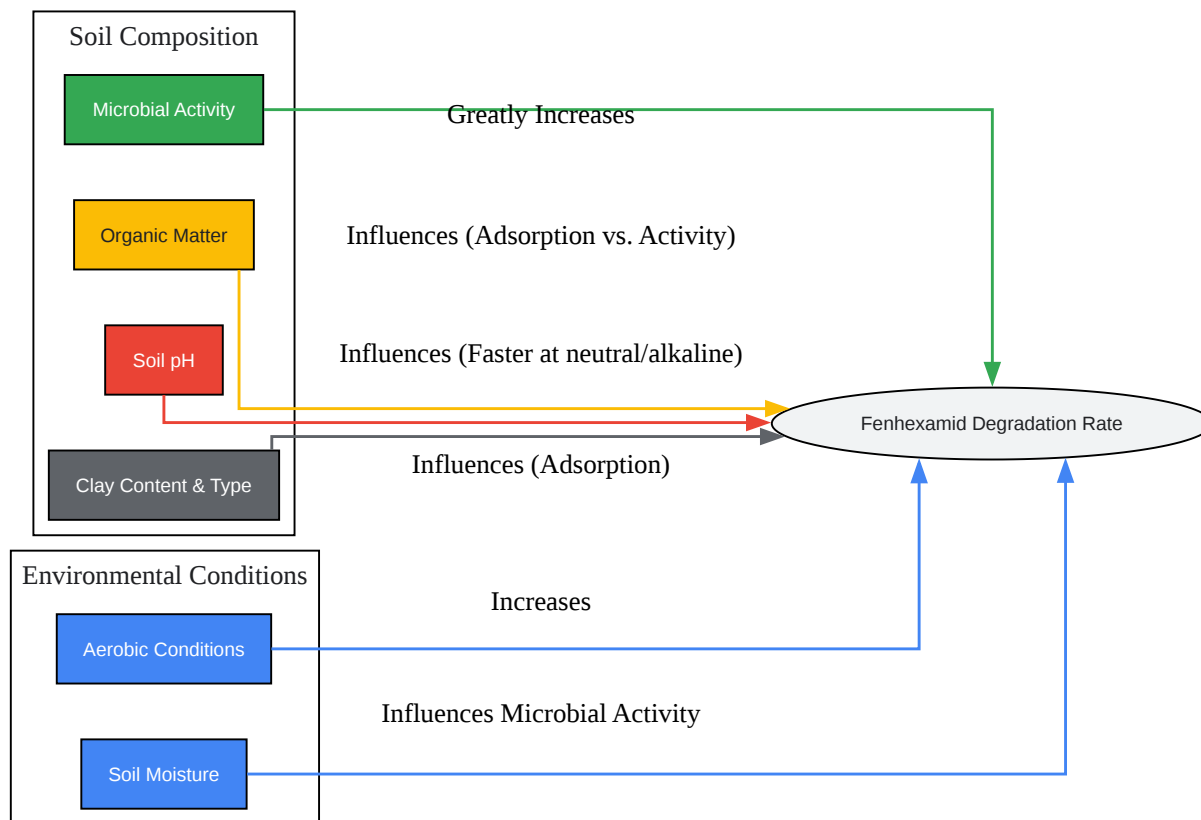 Soil Composition
Microbial Activity
Greatly Increases
Organic Matter
Influences (Adsorption vs. Activity)
Soil pH
Influences (Faster at neutral/alkaline)
Fenhexamid Degradation Rate
Clay Content & Type
Influences (Adsorption)
Environmental Conditions
Increases
Aerobic Conditions
Influences Microbial Activity
Soil Moisture